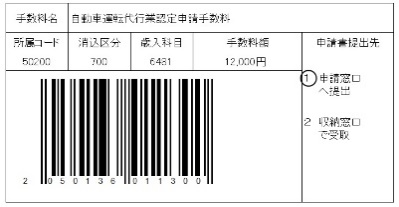 手数料名 自動車運転代行業認定申請手数料
所属コード 消込区分 歳入科目 手数料額 申請書提出先
50200 700 6481 12,000円
① 申請窓口
へ提出
2 収納窓口
で受取
2 050136 011300